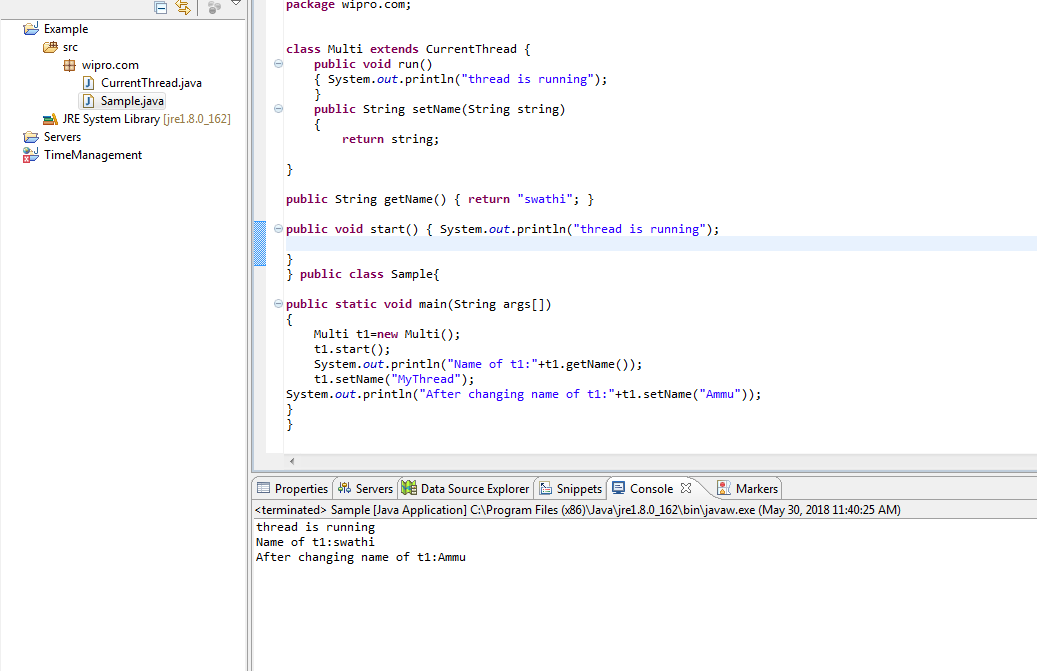 Example
src
wipro.com
CurrentThread.java
Sample.java
JRE System Library [jre1.8.0_162]
Servers
TimeManagement
package wipro.com;
class Multi extends CurrentThread {
public void run()
{ System.out.println("thread is running");
}
public String setName(String string)
{
return string;
}
public String getName() { return "swathi"; }
public void start() { System.out.println("thread is running");
}
} public class Sample{
public static void main(String args[])
{
Multi t1=new Multi();
t1.start();
System.out.println("Name of t1:"+t1.getName());
t1.setName("MyThread");
System.out.println("After changing name of t1:"+t1.setName("Ammu"));
}
}
Properties Servers Data Source Explorer Snippets Console Markers
<terminated> Sample [Java Application] C:\Program Files (x86)\Java\jre1.8.0_162\bin\javaw.exe (May 30, 2018 11:40:25 AM)
thread is running
Name of t1:swathi
After changing name of t1:Ammu